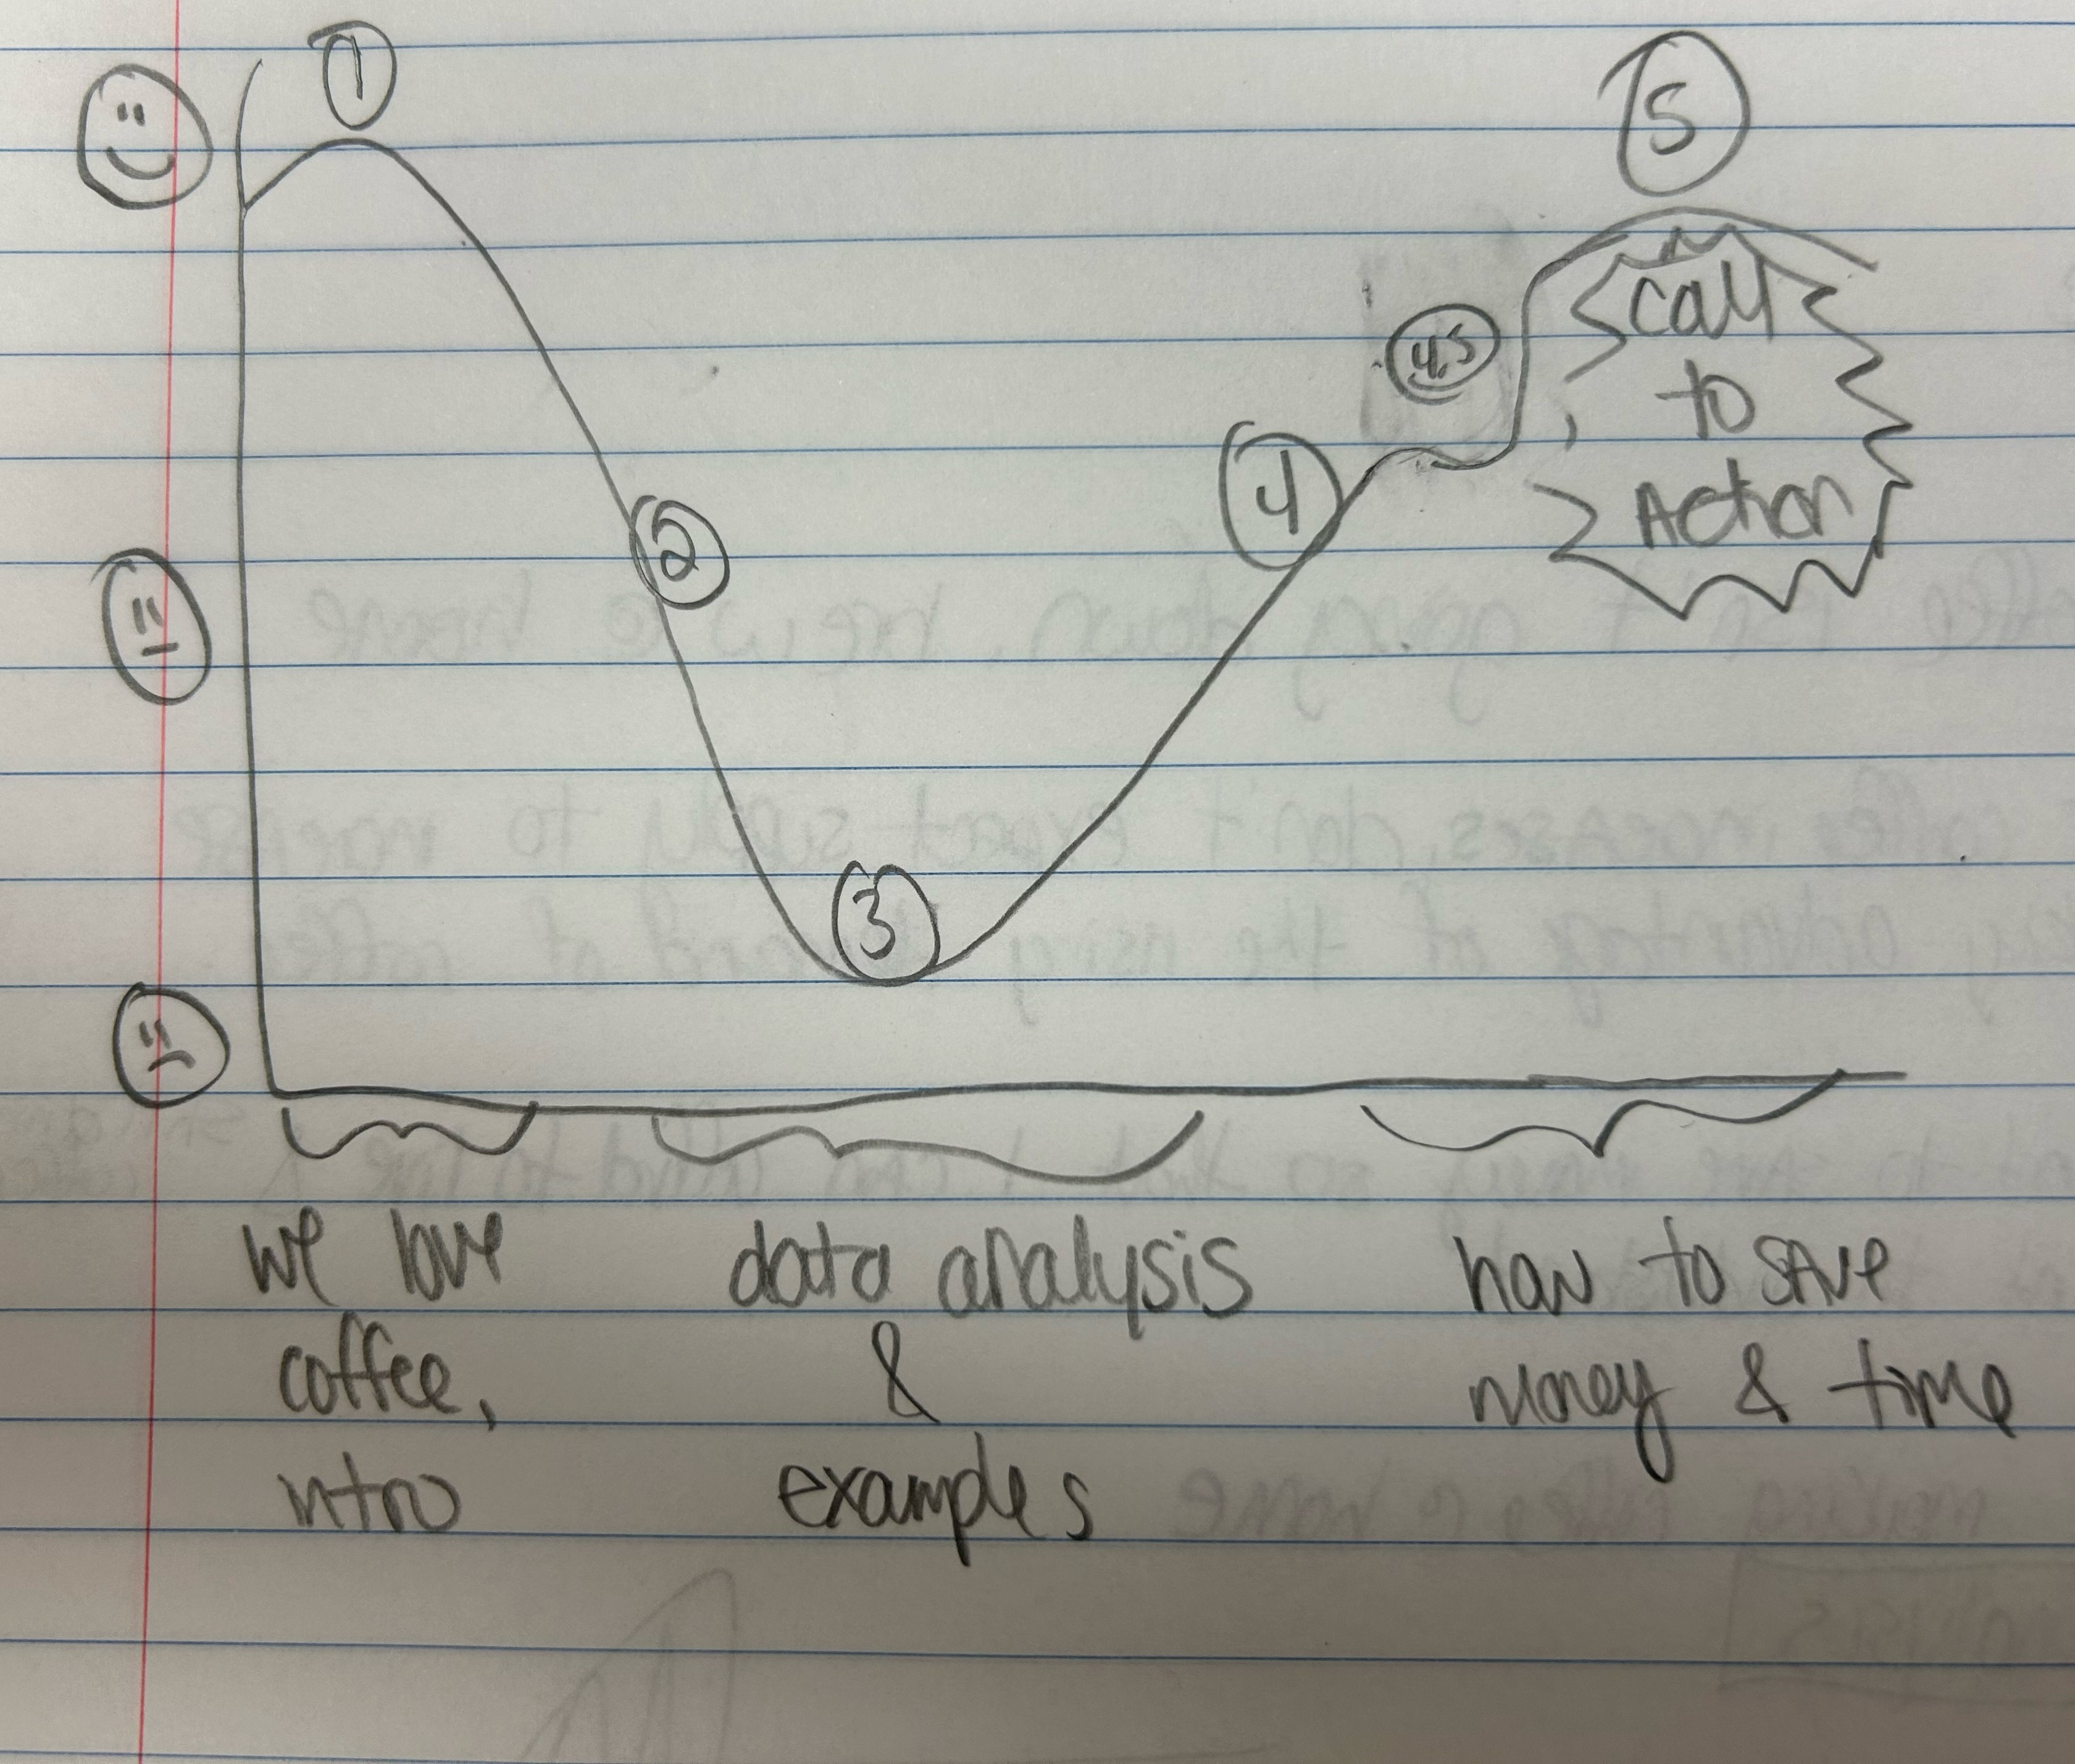 1
5
call
to
Action
4.5
4
2
3
we love
coffee,
intro
data analysis
&
examples
how to save
money & time